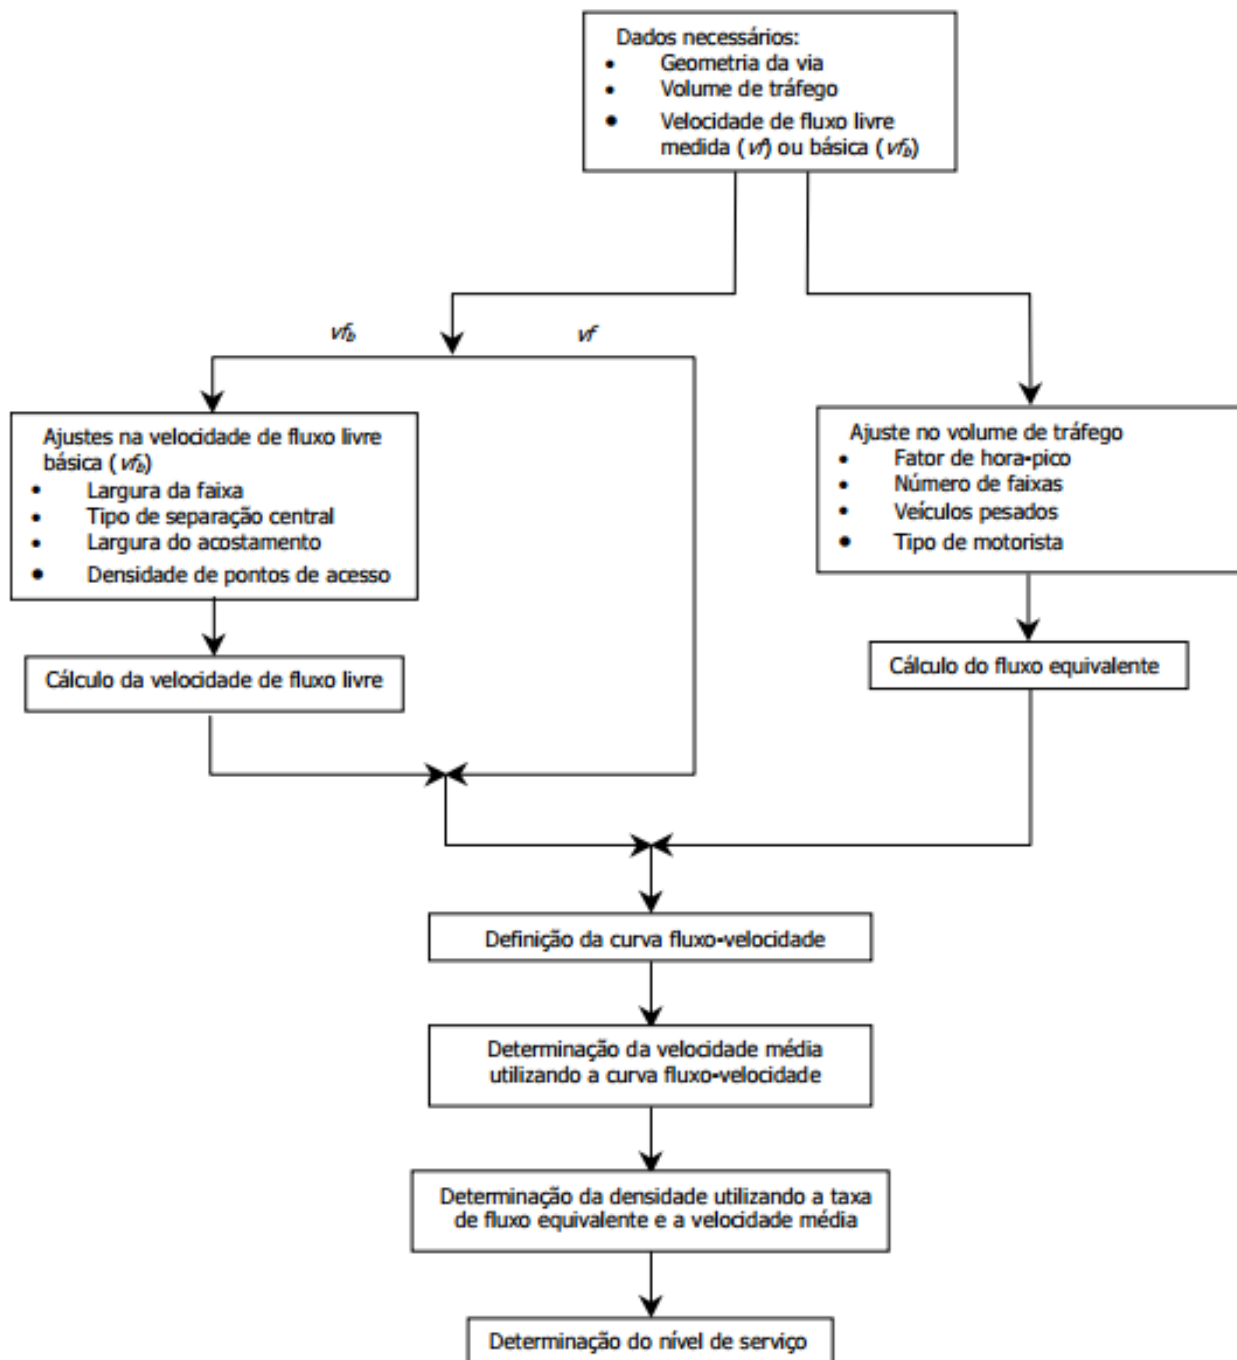 Dados necessários:
• Geometria da via
• Volume de tráfego
• Velocidade de fluxo livre
medida (vf) ou básica (vfb)
vfb
vf
Ajustes na velocidade de fluxo livre
básica (vfb)
• Largura da faixa
• Tipo de separação central
• Largura do acostamento
• Densidade de pontos de acesso
Ajuste no volume de tráfego
• Fator de hora-pico
• Número de faixas
• Veículos pesados
• Tipo de motorista
Cálculo da velocidade de fluxo livre
Cálculo do fluxo equivalente
Definição da curva fluxo-velocidade
Determinação da velocidade média
utilizando a curva fluxo-velocidade
Determinação da densidade utilizando a taxa
de fluxo equivalente e a velocidade média
Determinação do nível de serviço